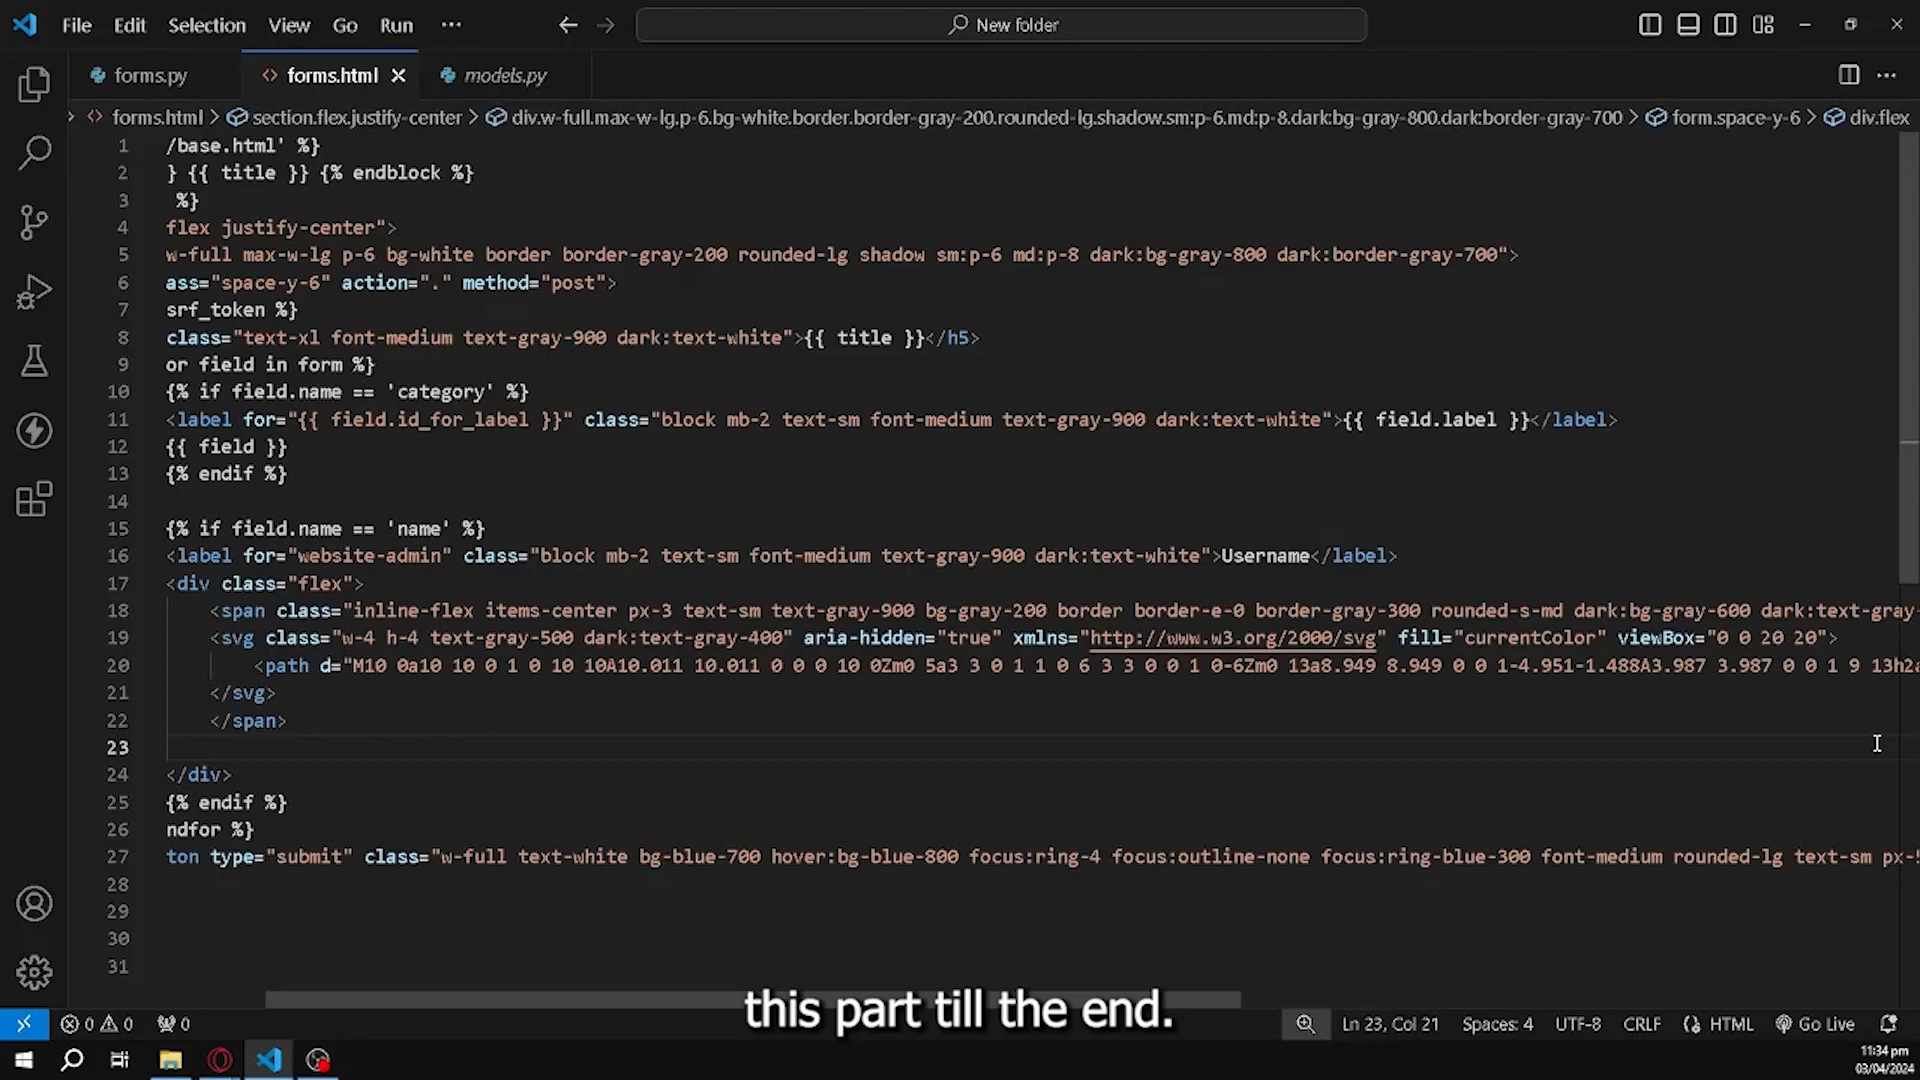 File Edit Selection View Go Run ··· New folder
forms.py forms.html models.py
forms.html > section.flex.justify-center > div.w-full.max-w-lg.p-6.bg-white.border.border-gray-200.rounded-lg.shadow.sm:p-6.md:p-8.dark:bg-gray-800.dark:border-gray-700 > form.space-y-6 > div.flex
1 /base.html' %}
2 } {{ title }} {% endblock %}
3 %}
4 flex justify-center">
5 w-full max-w-lg p-6 bg-white border border-gray-200 rounded-lg shadow sm:p-6 md:p-8 dark:bg-gray-800 dark:border-gray-700">
6 ass="space-y-6" action="." method="post">
7 srf_token %}
8 class="text-xl font-medium text-gray-900 dark:text-white">{{ title }}</h5>
9 or field in form %}
10 {% if field.name == 'category' %}
11 <label for="{{ field.id_for_label }}" class="block mb-2 text-sm font-medium text-gray-900 dark:text-white">{{ field.label }}</label>
12 {{ field }}
13 {% endif %}
14
15 {% if field.name == 'name' %}
16 <label for="website-admin" class="block mb-2 text-sm font-medium text-gray-900 dark:text-white">Username</label>
17 <div class="flex">
18 <span class="inline-flex items-center px-3 text-sm text-gray-900 bg-gray-200 border border-e-0 border-gray-300 rounded-s-md dark:bg-gray-600 dark:text-gray-
19 <svg class="w-4 h-4 text-gray-500 dark:text-gray-400" aria-hidden="true" xmlns="http://www.w3.org/2000/svg" fill="currentColor" viewBox="0 0 20 20">
20 <path d="M10 0a10 10 0 1 0 10 10A10.011 10.011 0 0 0 10 0Zm0 5a3 3 0 1 1 0 6 3 3 0 0 1 0-6Zm0 13a8.949 8.949 0 0 1-4.951-1.488A3.987 3.987 0 0 1 9 13h2a
21 </svg>
22 </span>
23
24 </div>
25 {% endif %}
26 ndfor %}
27 ton type="submit" class="w-full text-white bg-blue-700 hover:bg-blue-800 focus:ring-4 focus:outline-none focus:ring-blue-300 font-medium rounded-lg text-sm px-5
28
29
30
31
this part till the end.
0 0 0 Ln 23, Col 21 Spaces: 4 UTF-8 CRLF HTML Go Live
11:34 pm
03/04/2024